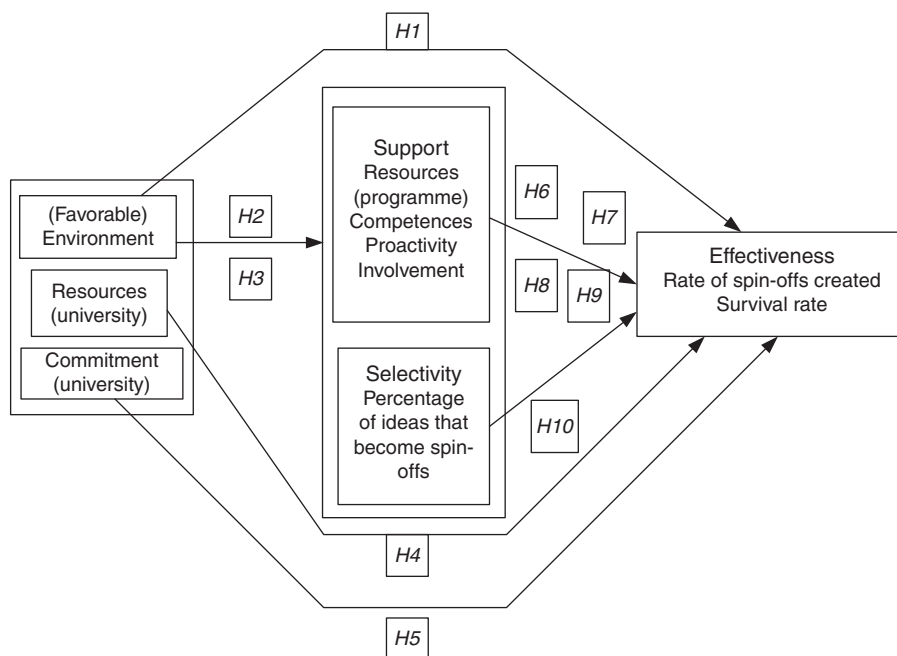 H1
(Favorable)
Environment
Resources
(university)
Commitment
(university)
H2
H3
Support
Resources
(programme)
Competences
Proactivity
Involvement
Selectivity
Percentage
of ideas that
become spin-
offs
H6
H7
H8
H9
H10
Effectiveness
Rate of spin-offs created
Survival rate
H4
H5